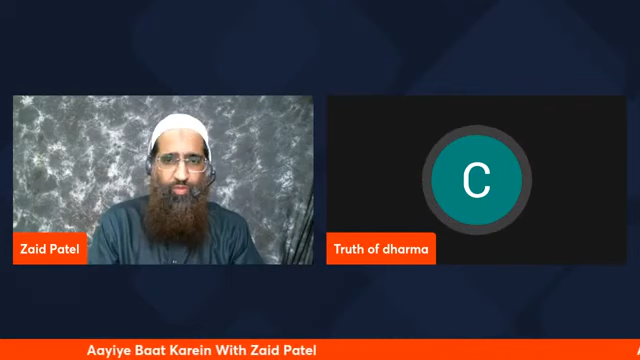 C
Zaid Patel
Truth of dharma
Aayiye Baat Karein With Zaid Patel